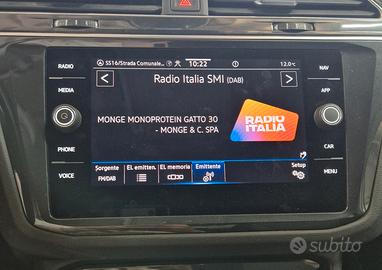 SS16/Strada Comunale...
10:22
12.0°C
RADIO
MEDIA
PHONE
VOICE
NAV
APP
CAR
MENU
Radio Italia SMI (DAB)
MONGE MONOPROTEIN GATTO 30
- MONGE & C. SPA
RADIO
ITALIA
Sorgente
FM/DAB
El emitten.
El memoria
Emittente
Setup
subito